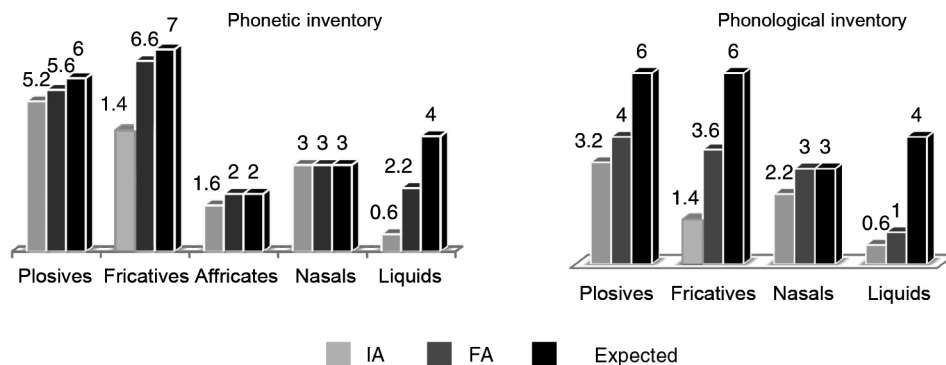 Phonetic inventory
5.2 5.6 6
1.4 6.6 7
1.6 2 2
3 3 3
0.6 2.2 4
Plosives Fricatives Affricates Nasals Liquids
Phonological inventory
3.2 4 6
1.4 3.6 6
2.2 3 3
0.6 1 4
Plosives Fricatives Nasals Liquids
IA FA Expected